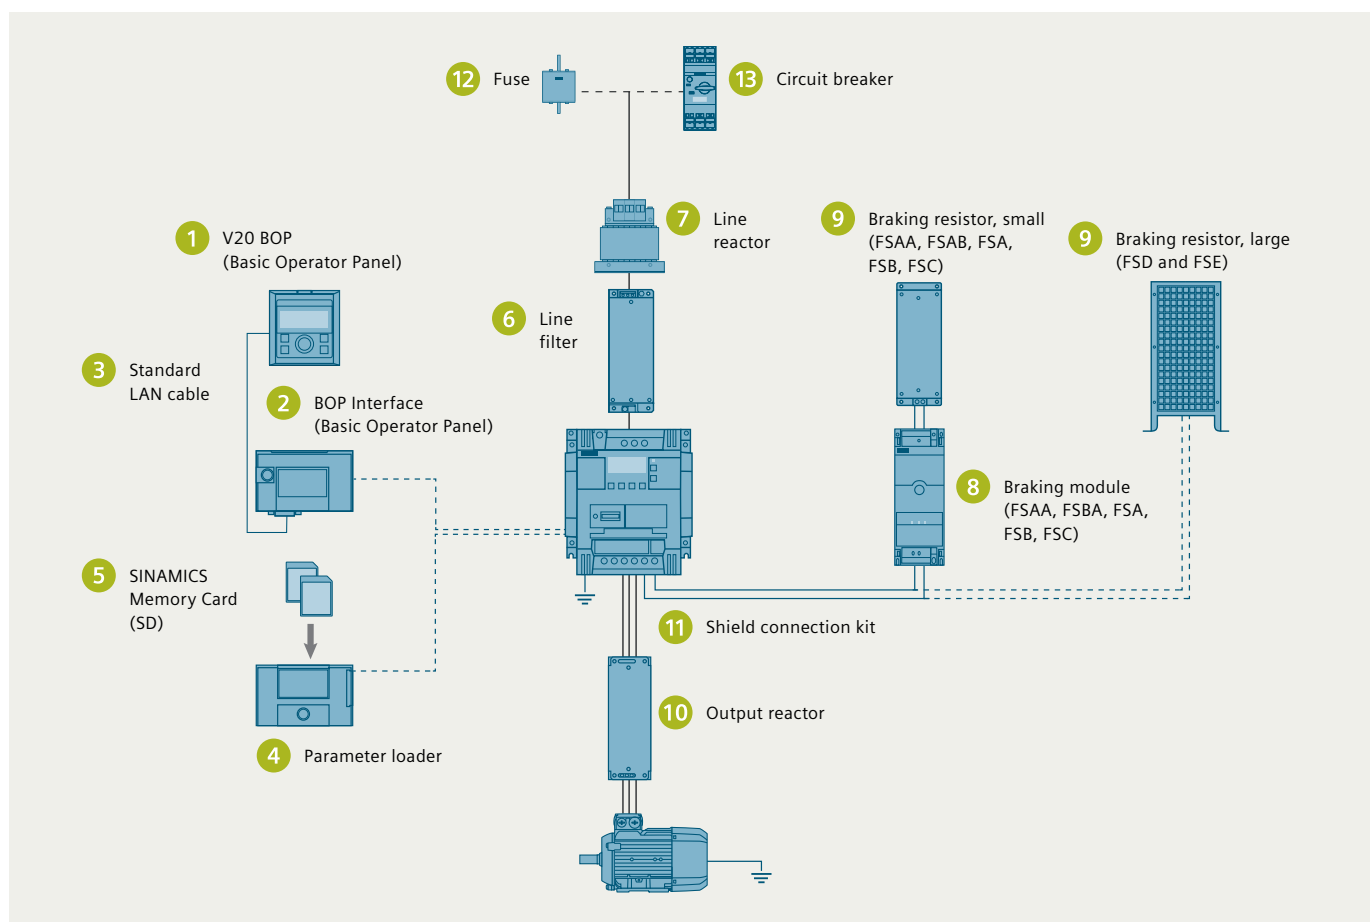 12 Fuse
13 Circuit breaker
7 Line
reactor
9 Braking resistor, small
(FSAA, FSAB, FSA,
FSB, FSC)
9 Braking resistor, large
(FSD and FSE)
1 V20 BOP
(Basic Operator Panel)
6 Line
filter
3 Standard
LAN cable
2 BOP Interface
(Basic Operator Panel)
8 Braking module
(FSAA, FSBA, FSA,
FSB, FSC)
5 SINAMICS
Memory Card
(SD)
11 Shield connection kit
10 Output reactor
4 Parameter loader